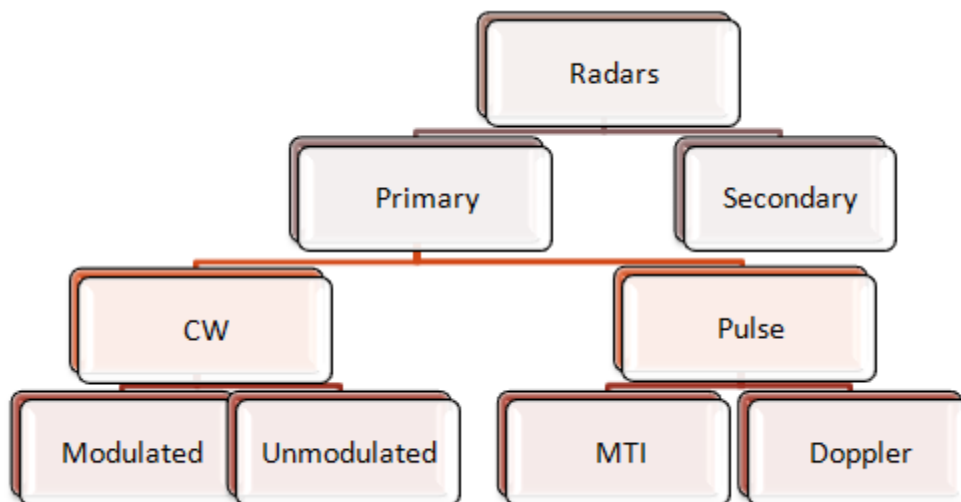 Radars
Primary
Secondary
CW
Pulse
Modulated
Unmodulated
MTI
Doppler